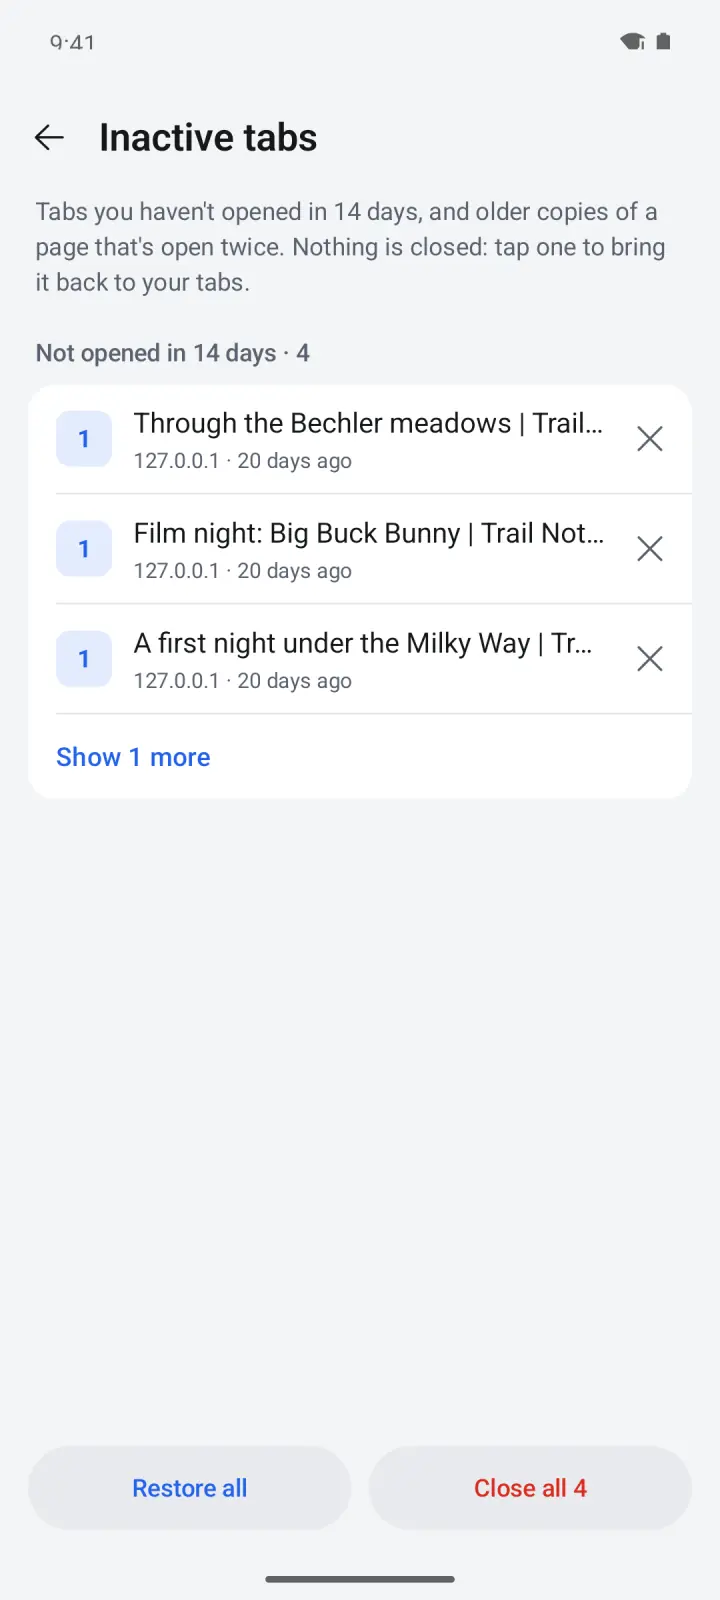 9:41
Inactive tabs
Tabs you haven't opened in 14 days, and older copies of a
page that's open twice. Nothing is closed: tap one to bring
it back to your tabs.
Not opened in 14 days · 4
1
Through the Bechler meadows | Trail...
127.0.0.1 · 20 days ago
1
Film night: Big Buck Bunny | Trail Not...
127.0.0.1 · 20 days ago
1
A first night under the Milky Way | Tr...
127.0.0.1 · 20 days ago
Show 1 more
Restore all
Close all 4